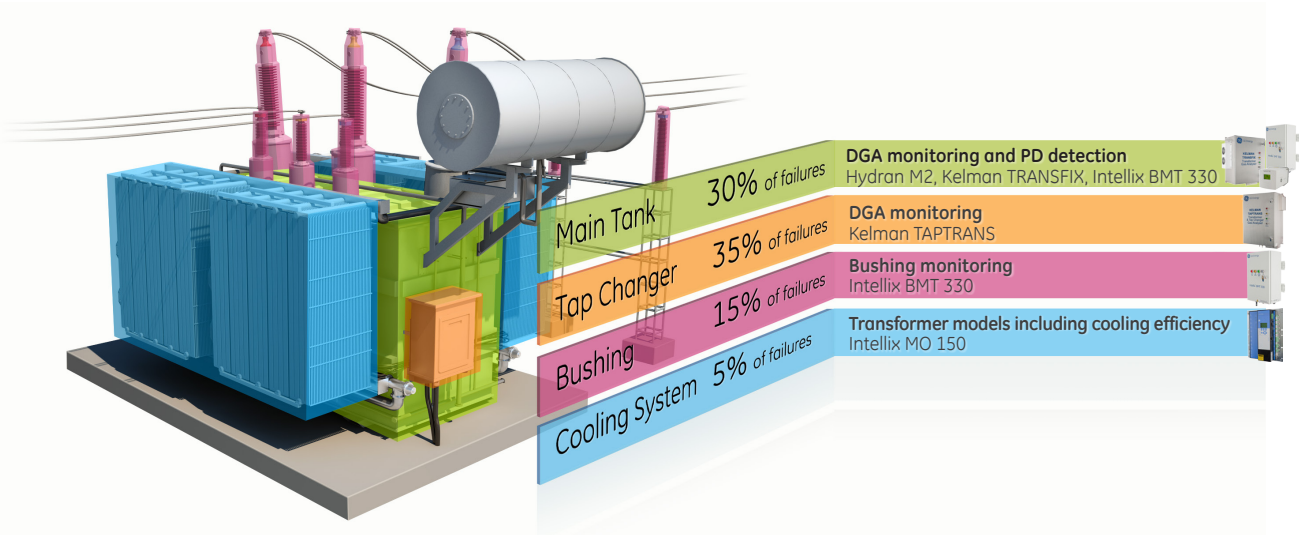 Main Tank 30% of failures
DGA monitoring and PD detection
Hydran M2, Kelman TRANSFIX, Intellix BMT 330
Tap Changer 35% of failures
DGA monitoring
Kelman TAPTRANS
Bushing 15% of failures
Bushing monitoring
Intellix BMT 330
Cooling System 5% of failures
Transformer models including cooling efficiency
Intellix MO 150